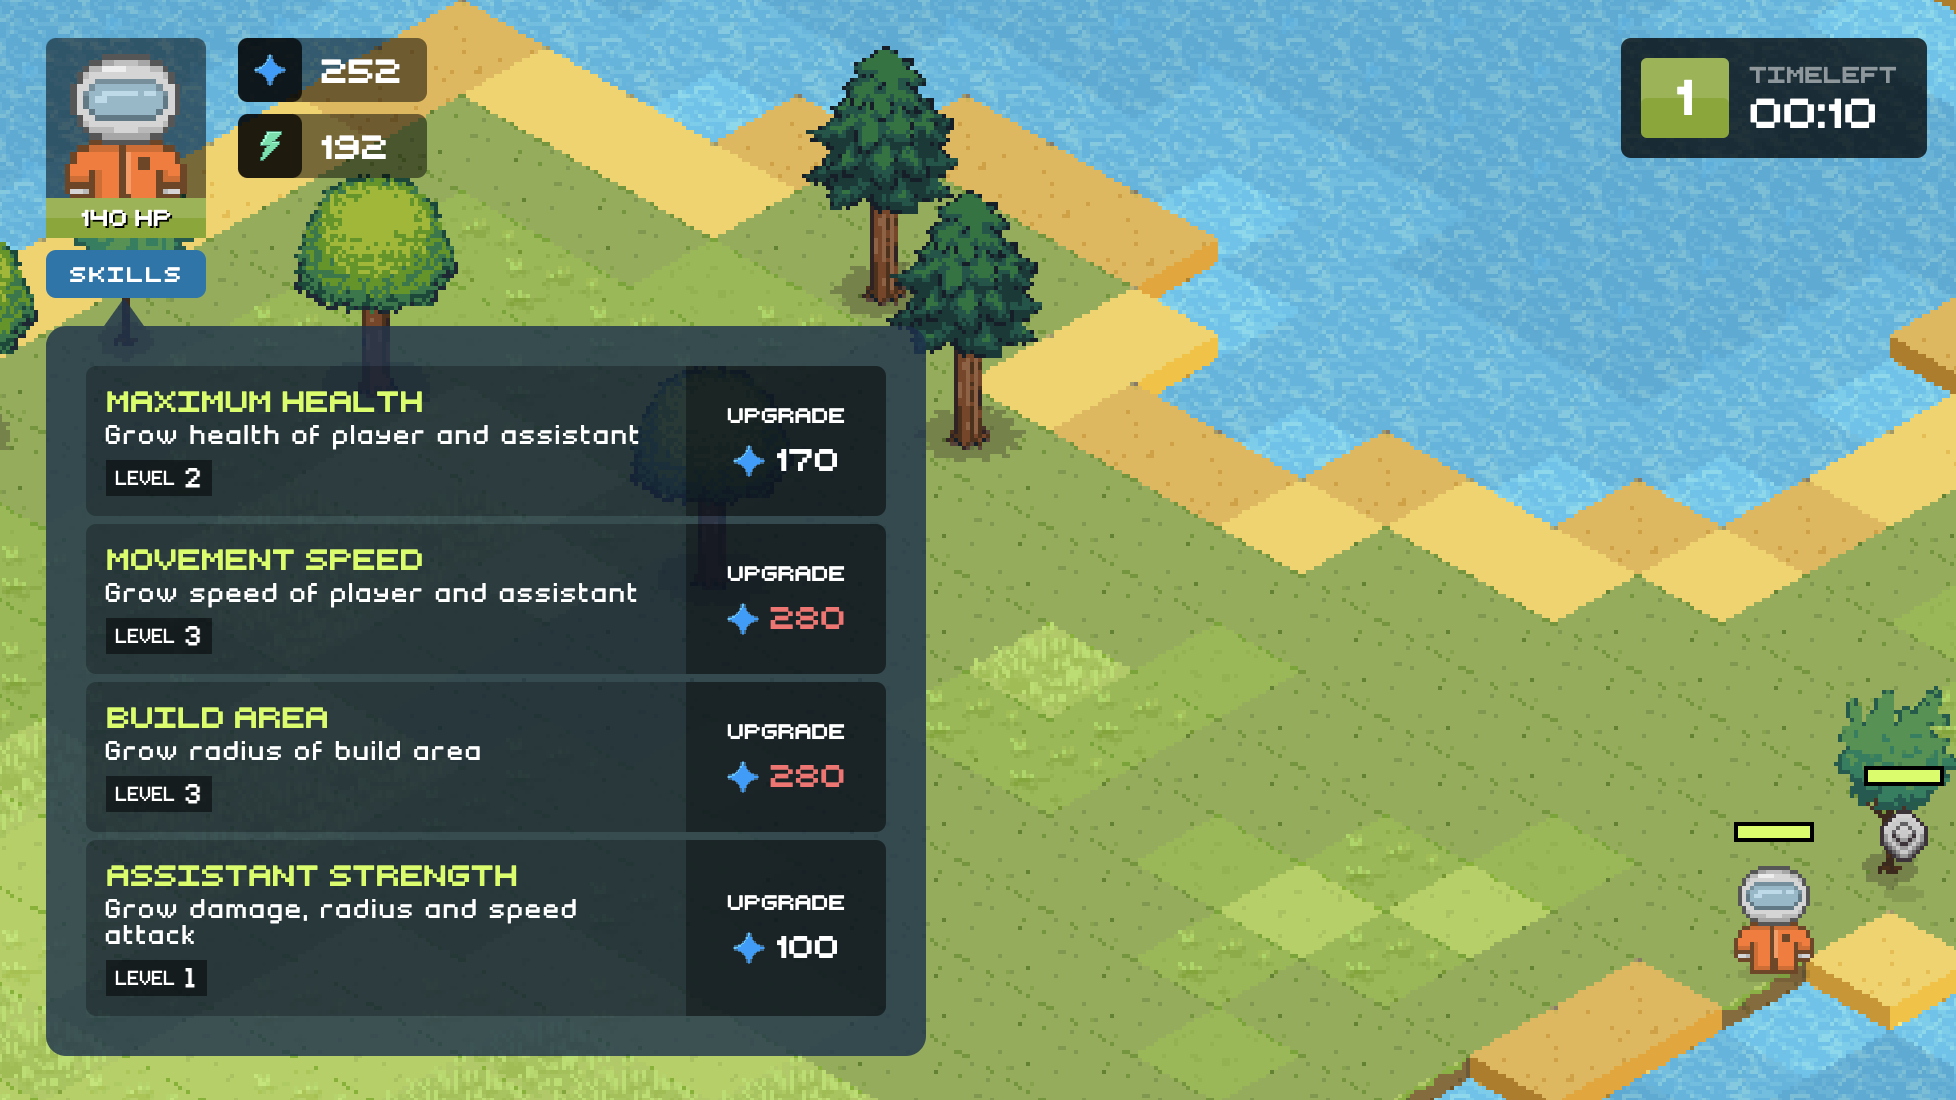 252
192
140 HP
SKILLS
1
TIMELEFT
00:10
MAXIMUM HEALTH
Grow health of player and assistant
LEVEL 2
UPGRADE
170
MOVEMENT SPEED
Grow speed of player and assistant
LEVEL 3
UPGRADE
280
BUILD AREA
Grow radius of build area
LEVEL 3
UPGRADE
280
ASSISTANT STRENGTH
Grow damage, radius and speed
attack
LEVEL 1
UPGRADE
100